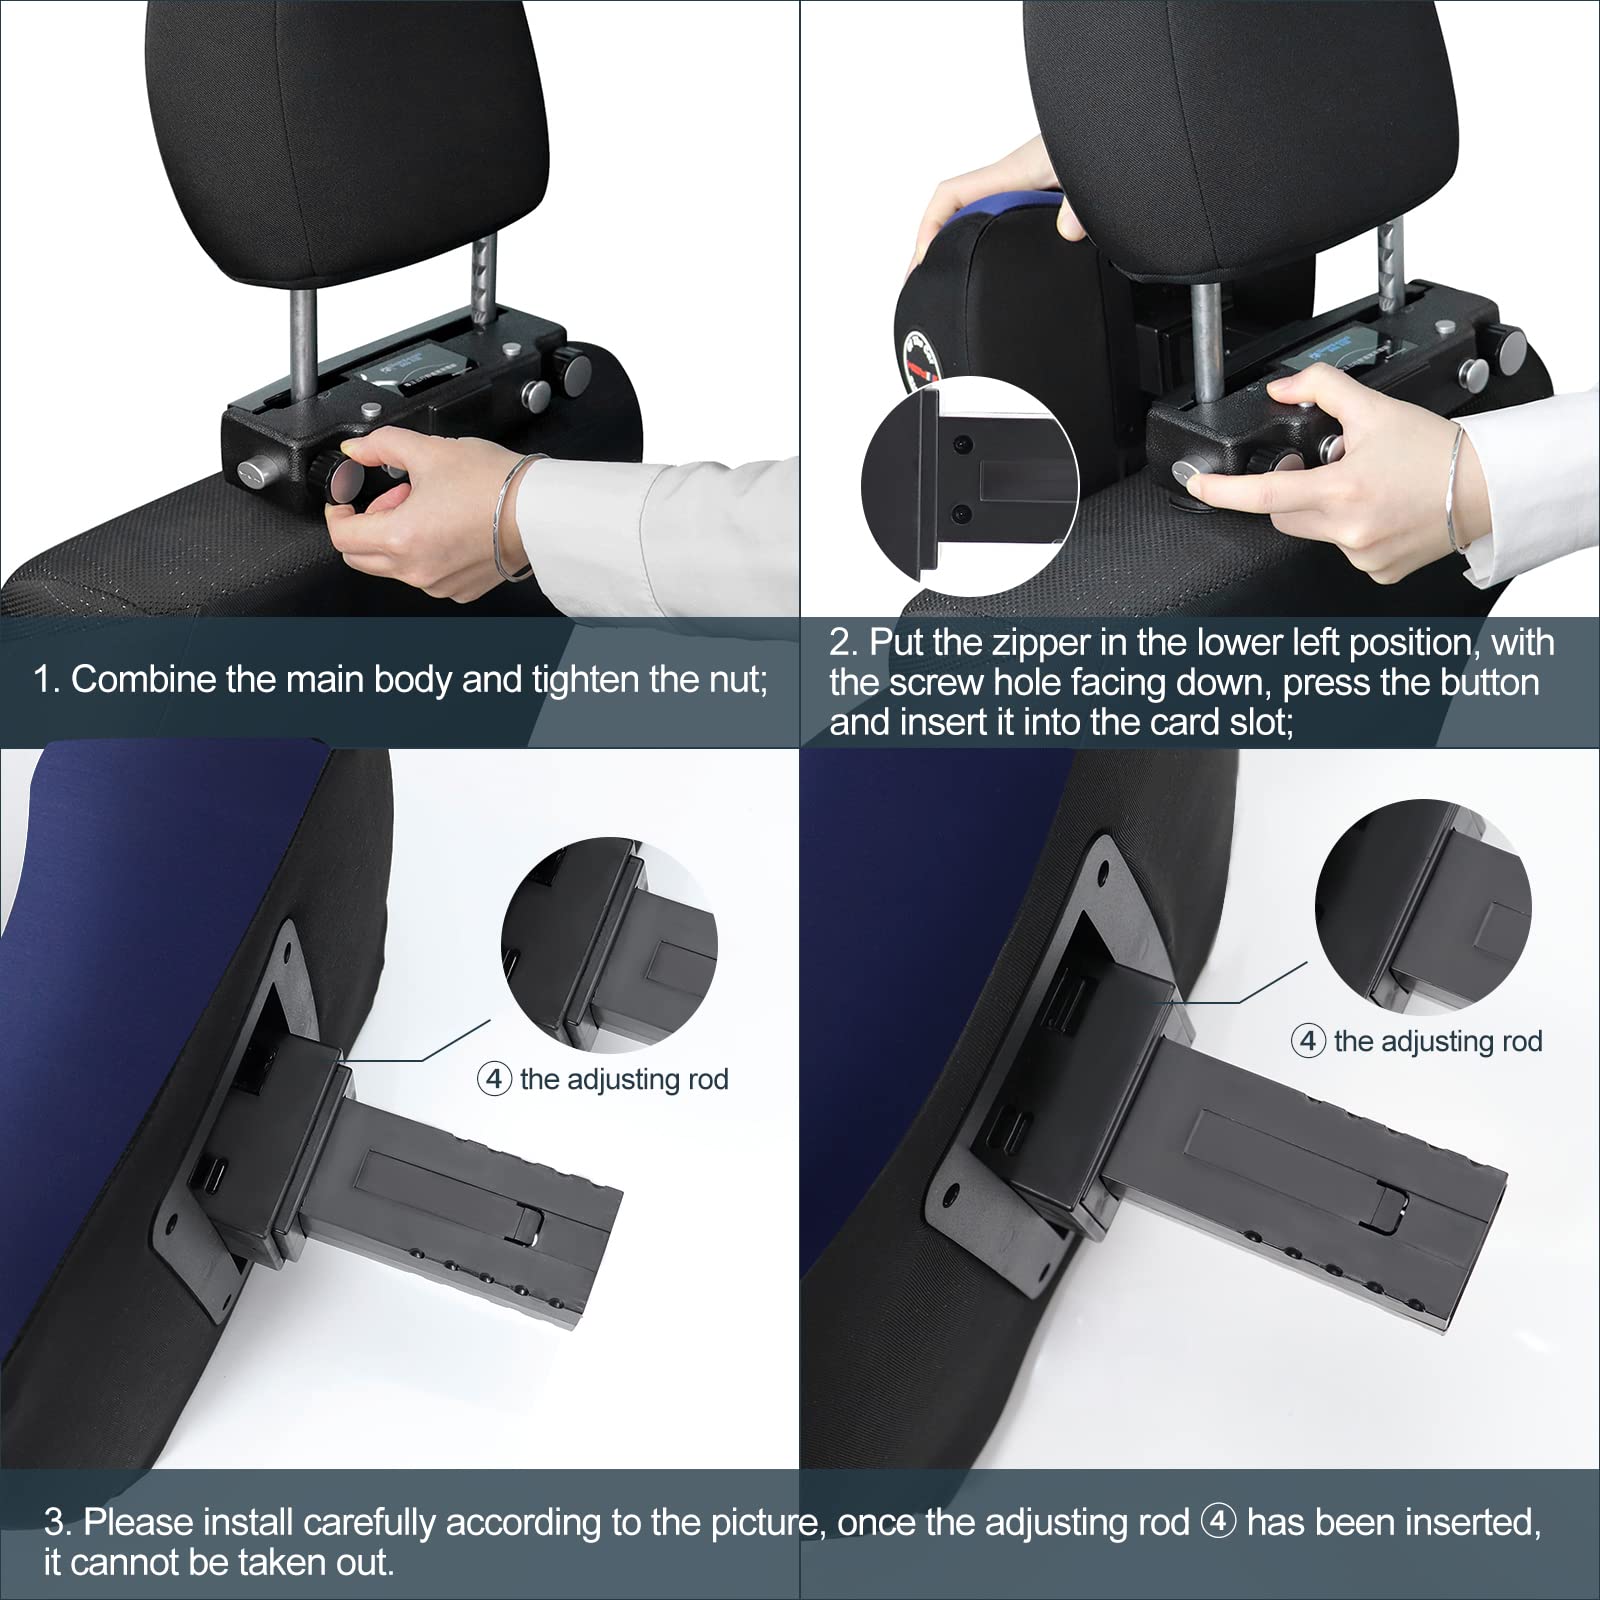 1. Combine the main body and tighten the nut;
2. Put the zipper in the lower left position, with
the screw hole facing down, press the button
and insert it into the card slot;
④ the adjusting rod
④ the adjusting rod
3. Please install carefully according to the picture, once the adjusting rod ④ has been inserted,
it cannot be taken out.